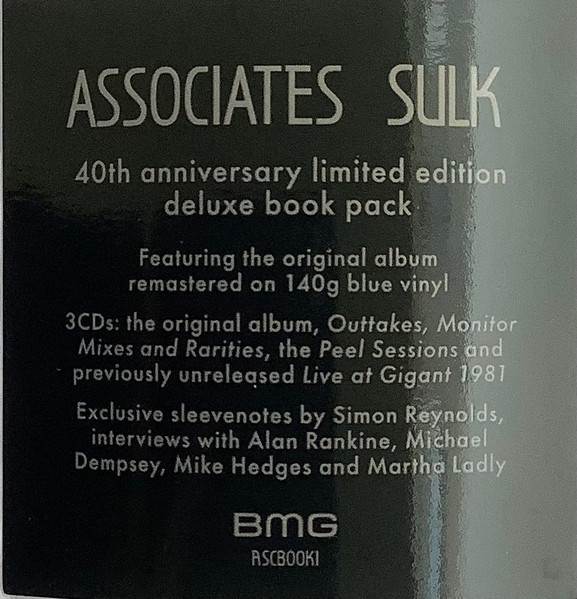 ASSOCIATES SULK
40th anniversary limited edition
deluxe book pack
Featuring the original album
remastered on 140g blue vinyl
3CDs: the original album, Outtakes, Monitor
Mixes and Rarities, the Peel Sessions and
previously unreleased Live at Gigant 1981
Exclusive sleevenotes by Simon Reynolds,
interviews with Alan Rankine, Michael
Dempsey, Mike Hedges and Martha Ladly
BMG
ASCBOOK1